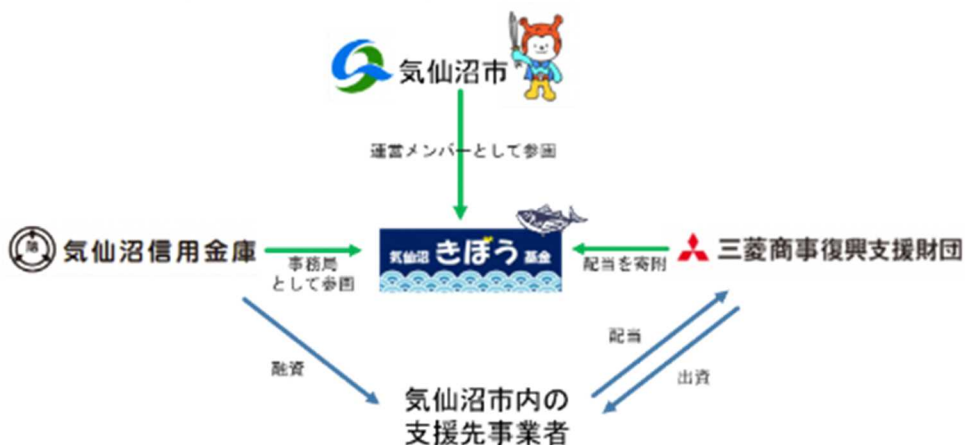 気仙沼市
運営メンバーとして参画
気仙沼信用金庫
事務局
として参画
気仙沼 きぼう 基金
配当を寄附
三菱商事復興支援財団
融資
配当
出資
気仙沼市内の
支援先事業者